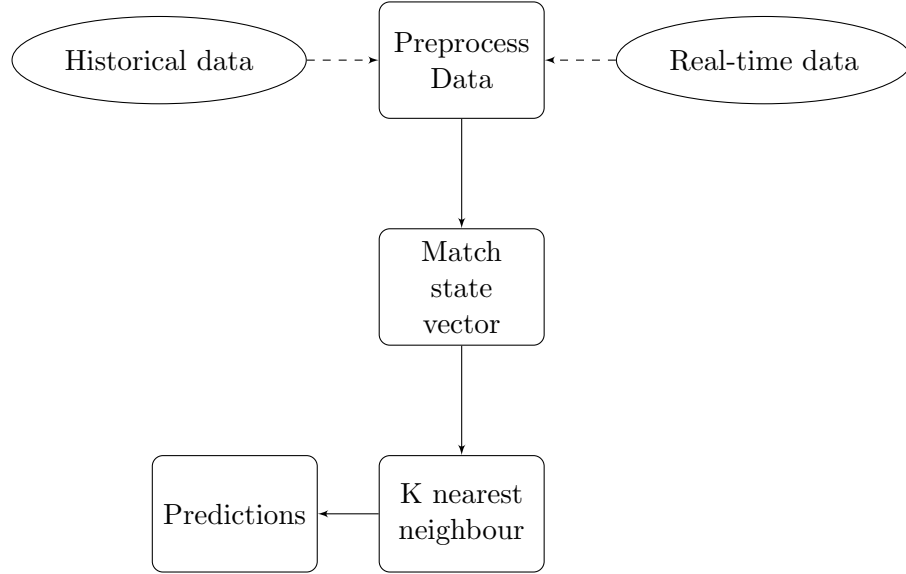 Historical data
Preprocess
Data
Real-time data
Match
state
vector
Predictions
K nearest
neighbour